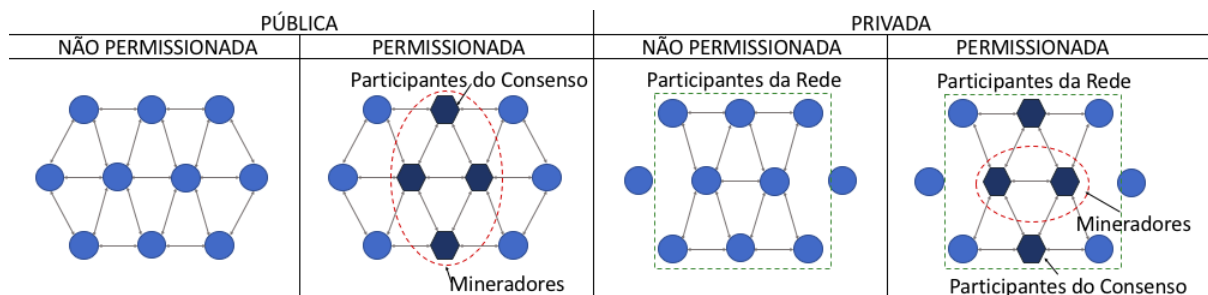 PÚBLICA
PRIVADA
NÃO PERMISSIONADA
PERMISSIONADA
NÃO PERMISSIONADA
PERMISSIONADA
Participantes do Consenso
Mineradores
Participantes da Rede
Participantes da Rede
Mineradores
Participantes do Consenso